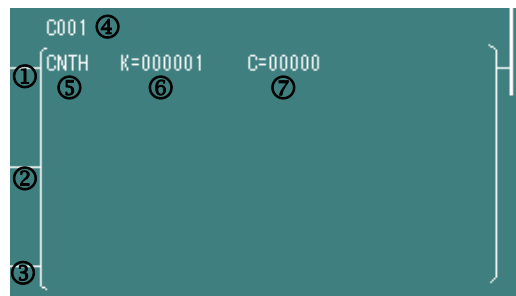 C001 ④
① CNTH K=000001 C=00000
⑤ ⑥ ⑦
②
③